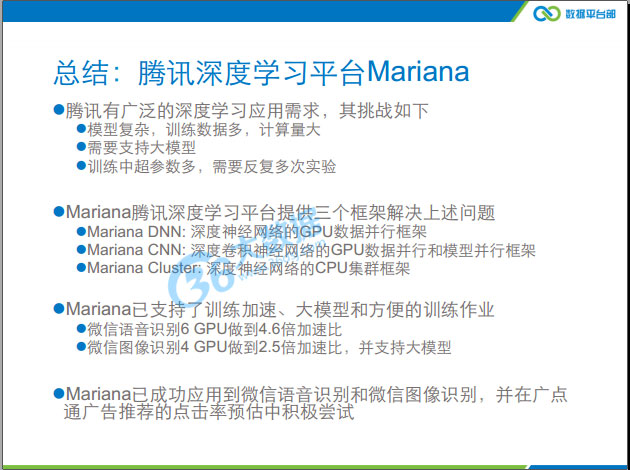 数据平台部
总结：腾讯深度学习平台Mariana
●腾讯有广泛的深度学习应用需求，其挑战如下
●模型复杂，训练数据多，计算量大
●需要支持大模型
●训练中超参数多，需要反复多次实验
●Mariana腾讯深度学习平台提供三个框架解决上述问题
●Mariana DNN: 深度神经网络的GPU数据并行框架
●Mariana CNN: 深度卷积神经网络的GPU数据并行和模型并行框架
●Mariana Cluster: 深度神经网络的CPU集群框架
36大数据
●Mariana已支持了训练加速、大模型和方便的训练作业
●微信语音识别6 GPU做到4.6倍加速比
●微信图像识别4 GPU做到2.5倍加速比，并支持大模型
●Mariana已成功应用到微信语音识别和微信图像识别，并在广点
通广告推荐的点击率预估中积极尝试